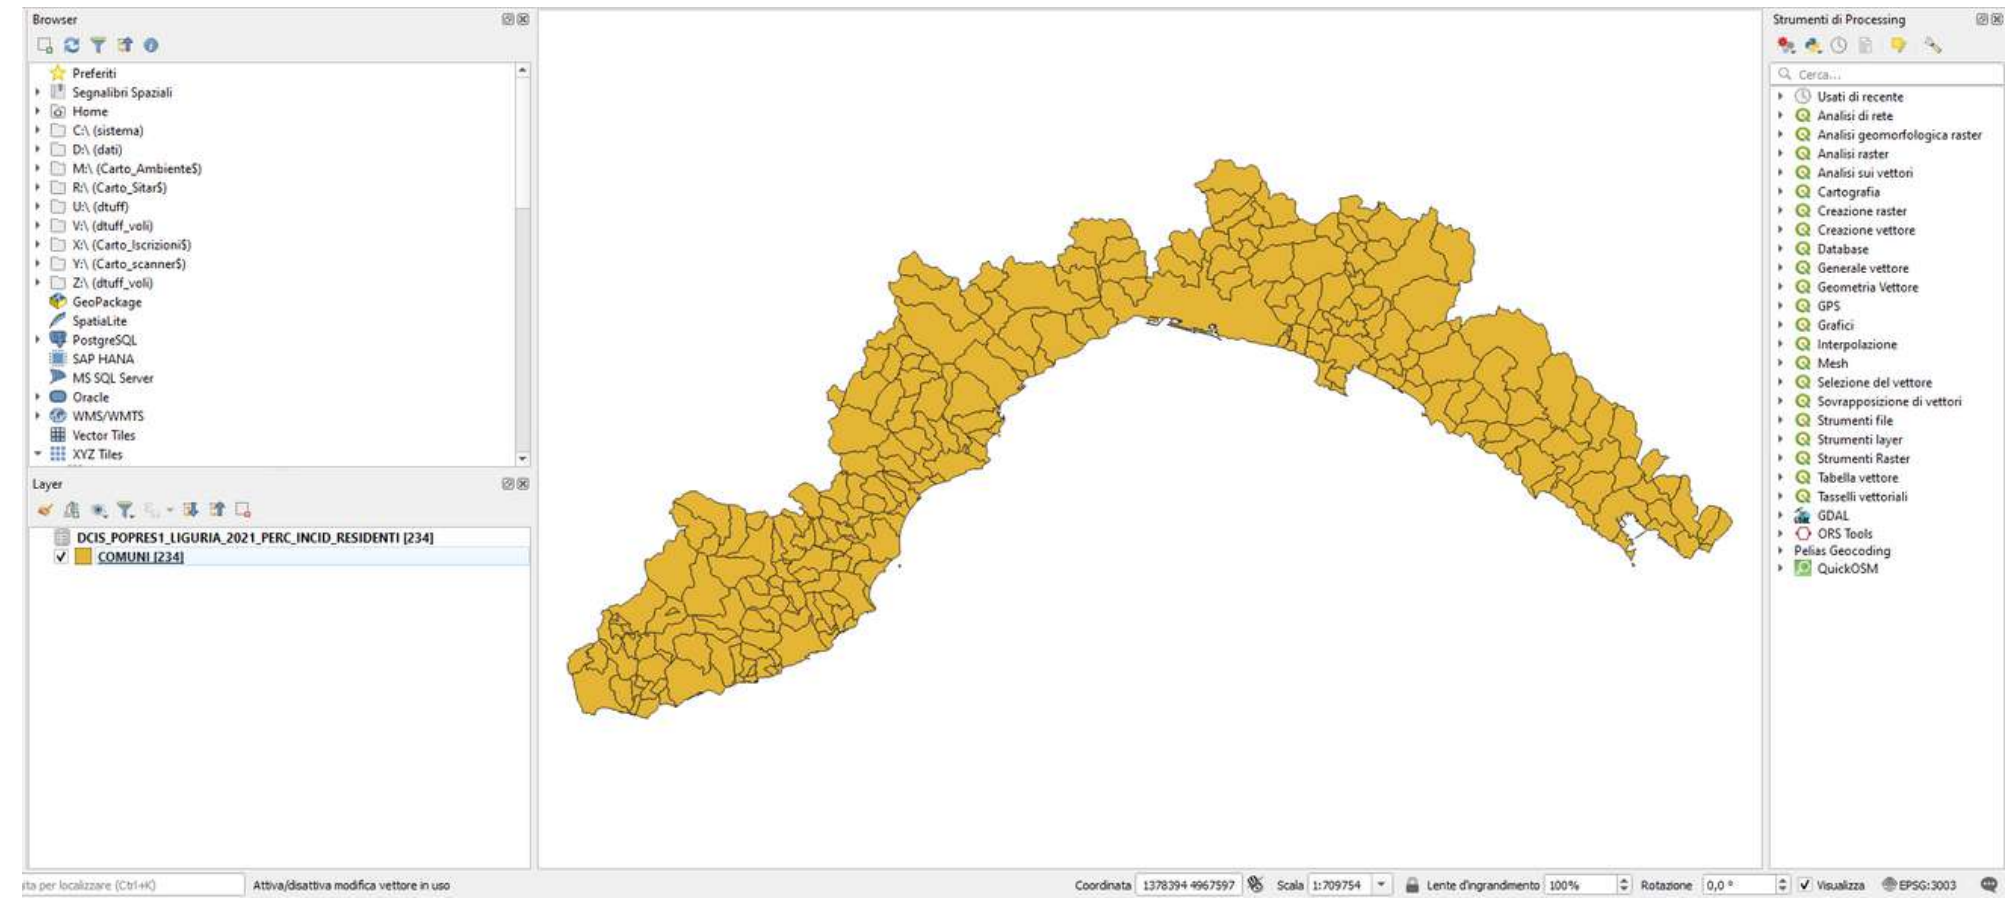 Browser
Preferiti
Segnalibri Spaziali
Home
C:\ (sistema)
D:\ (dati)
M:\ (Carto_Ambiente$)
R:\ (Carto_Sitar$)
U:\ (dtuff)
V:\ (dtuff_voli)
X:\ (Carto_Iscrizioni$)
Y:\ (Carto_scanner$)
Z:\ (dtuff_voli)
GeoPackage
SpatiaLite
PostgreSQL
SAP HANA
MS SQL Server
Oracle
WMS/WMTS
Vector Tiles
XYZ Tiles
Layer
DCIS_POPRES1_LIGURIA_2021_PERC_INCID_RESIDENTI [234]
COMUNI [234]
Strumenti di Processing
Cerca...
Usati di recente
Analisi di rete
Analisi geomorfologica raster
Analisi raster
Analisi sui vettori
Cartografia
Creazione raster
Creazione vettore
Database
Generale vettore
Geometria Vettore
GPS
Grafici
Interpolazione
Mesh
Selezione del vettore
Sovrapposizione di vettori
Strumenti file
Strumenti layer
Strumenti Raster
Tabella vettore
Tasselli vettoriali
GDAL
ORS Tools
Pelias Geocoding
QuickOSM
ita per localizzare (Ctrl+K) Attiva/disattiva modifica vettore in uso Coordinata 1378394 4967597 Scala 1:709754 Lente d'ingrandimento 100% Rotazione 0,0 ° Visualizza EPSG:3003